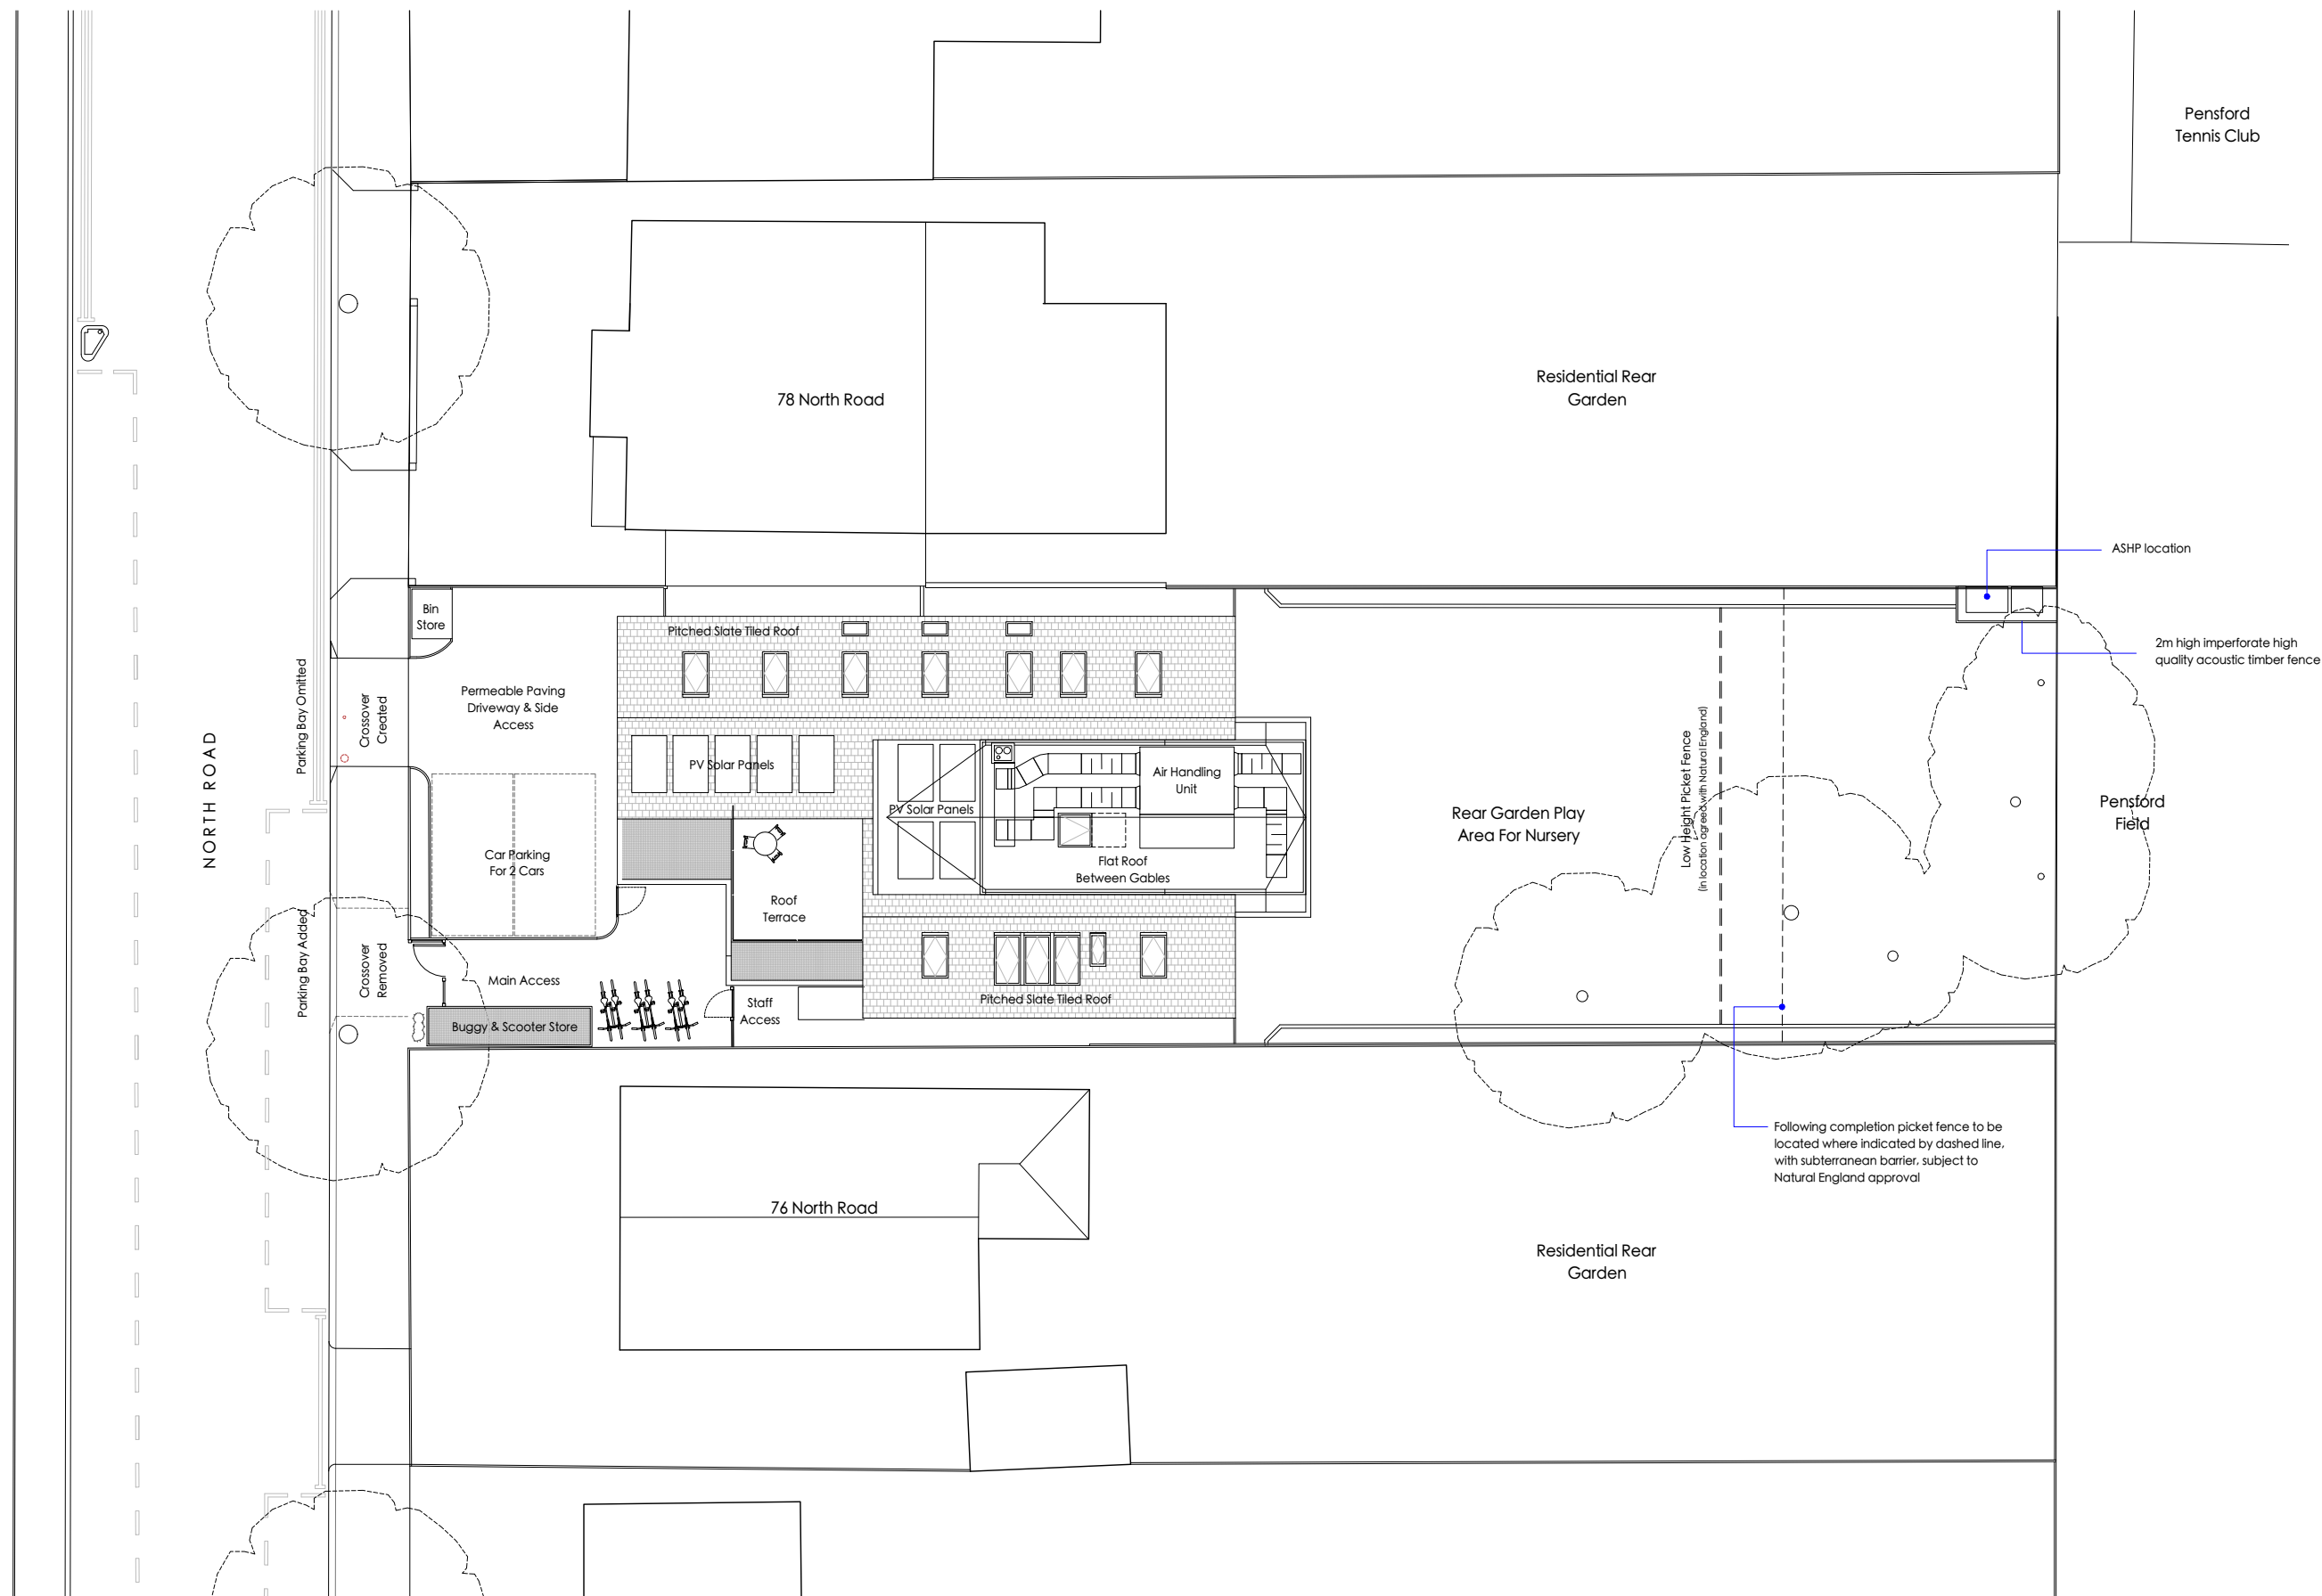 Pensford
Tennis Club
78 North Road
Residential Rear
Garden
ASHP location
2m high imperforate high
quality acoustic timber fence
Bin
Store
Pitched Slate Tiled Roof
Parking Bay Omitted
Crossover
Created
Permeable Paving
Driveway & Side
Access
NORTH ROAD
PV Solar Panels
PV Solar Panels
Air Handling
Unit
Flat Roof
Between Gables
Rear Garden Play
Area For Nursery
Low Height Picket Fence
(in location agreed with Natural England)
Pensford
Field
Car Parking
For 2 Cars
Roof
Terrace
Parking Bay Added
Crossover
Removed
Main Access
Buggy & Scooter Store
Staff
Access
Pitched Slate Tiled Roof
Following completion picket fence to be
located where indicated by dashed line,
with subterranean barrier, subject to
Natural England approval
76 North Road
Residential Rear
Garden